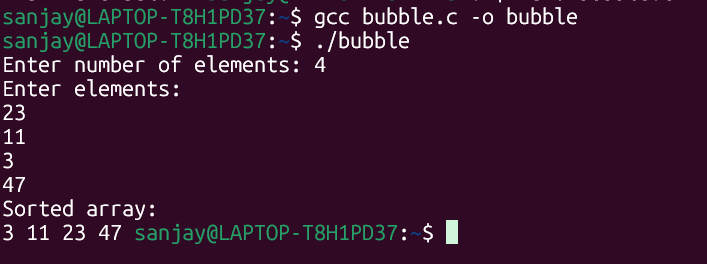 sanjay@LAPTOP-T8H1PD37:~$ gcc bubble.c -o bubble
sanjay@LAPTOP-T8H1PD37:~$ ./bubble
Enter number of elements: 4
Enter elements:
23
11
3
47
Sorted array:
3 11 23 47 sanjay@LAPTOP-T8H1PD37:~$